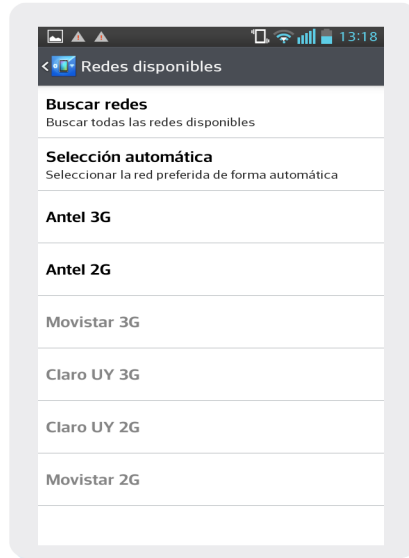 13:18
Redes disponibles
Buscar redes
Buscar todas las redes disponibles
Selección automática
Seleccionar la red preferida de forma automática
Antel 3G
Antel 2G
Movistar 3G
Claro UY 3G
Claro UY 2G
Movistar 2G